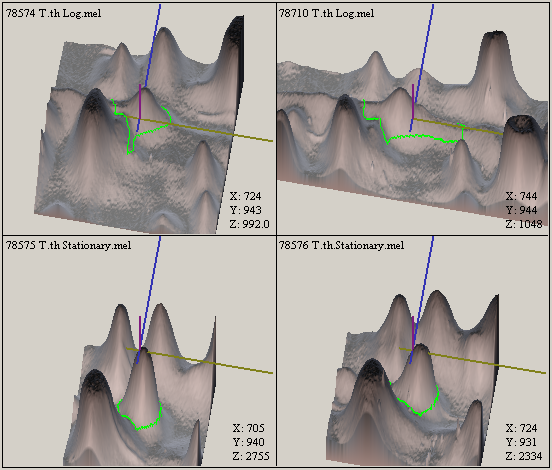 78574 T.th Log.mel
X: 724
Y: 943
Z: 992.0
78710 T.th Log.mel
X: 744
Y: 944
Z: 1048
78575 T.th Stationary.mel
X: 705
Y: 940
Z: 2755
78576 T.th Stationary.mel
X: 724
Y: 931
Z: 2334